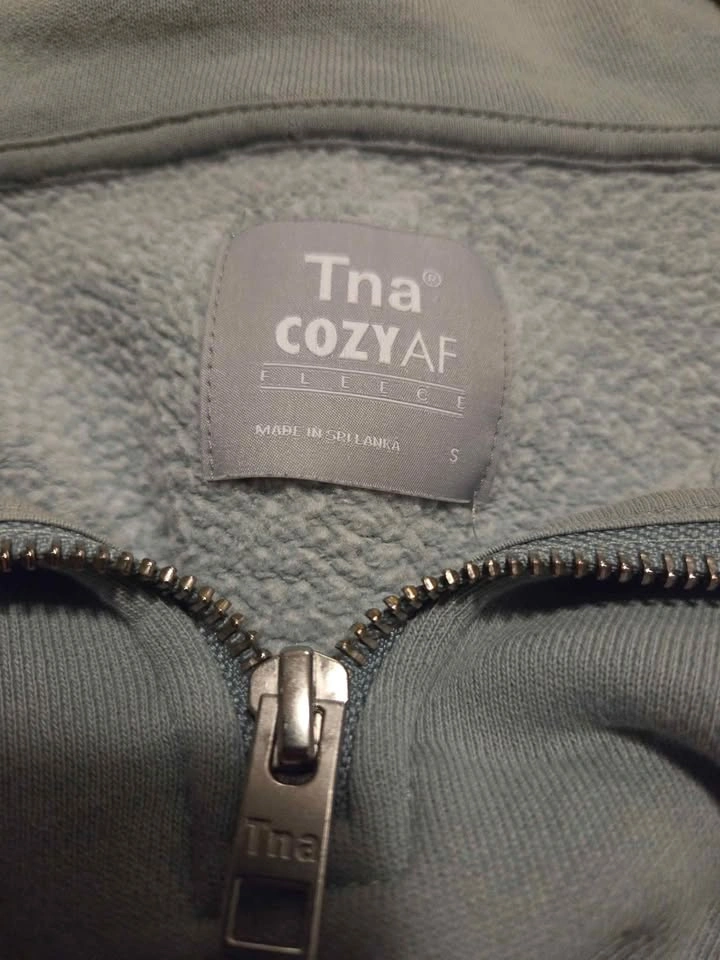 Tna®
COZYAF
FLEECE
MADE IN SRI LANKA S
Tna